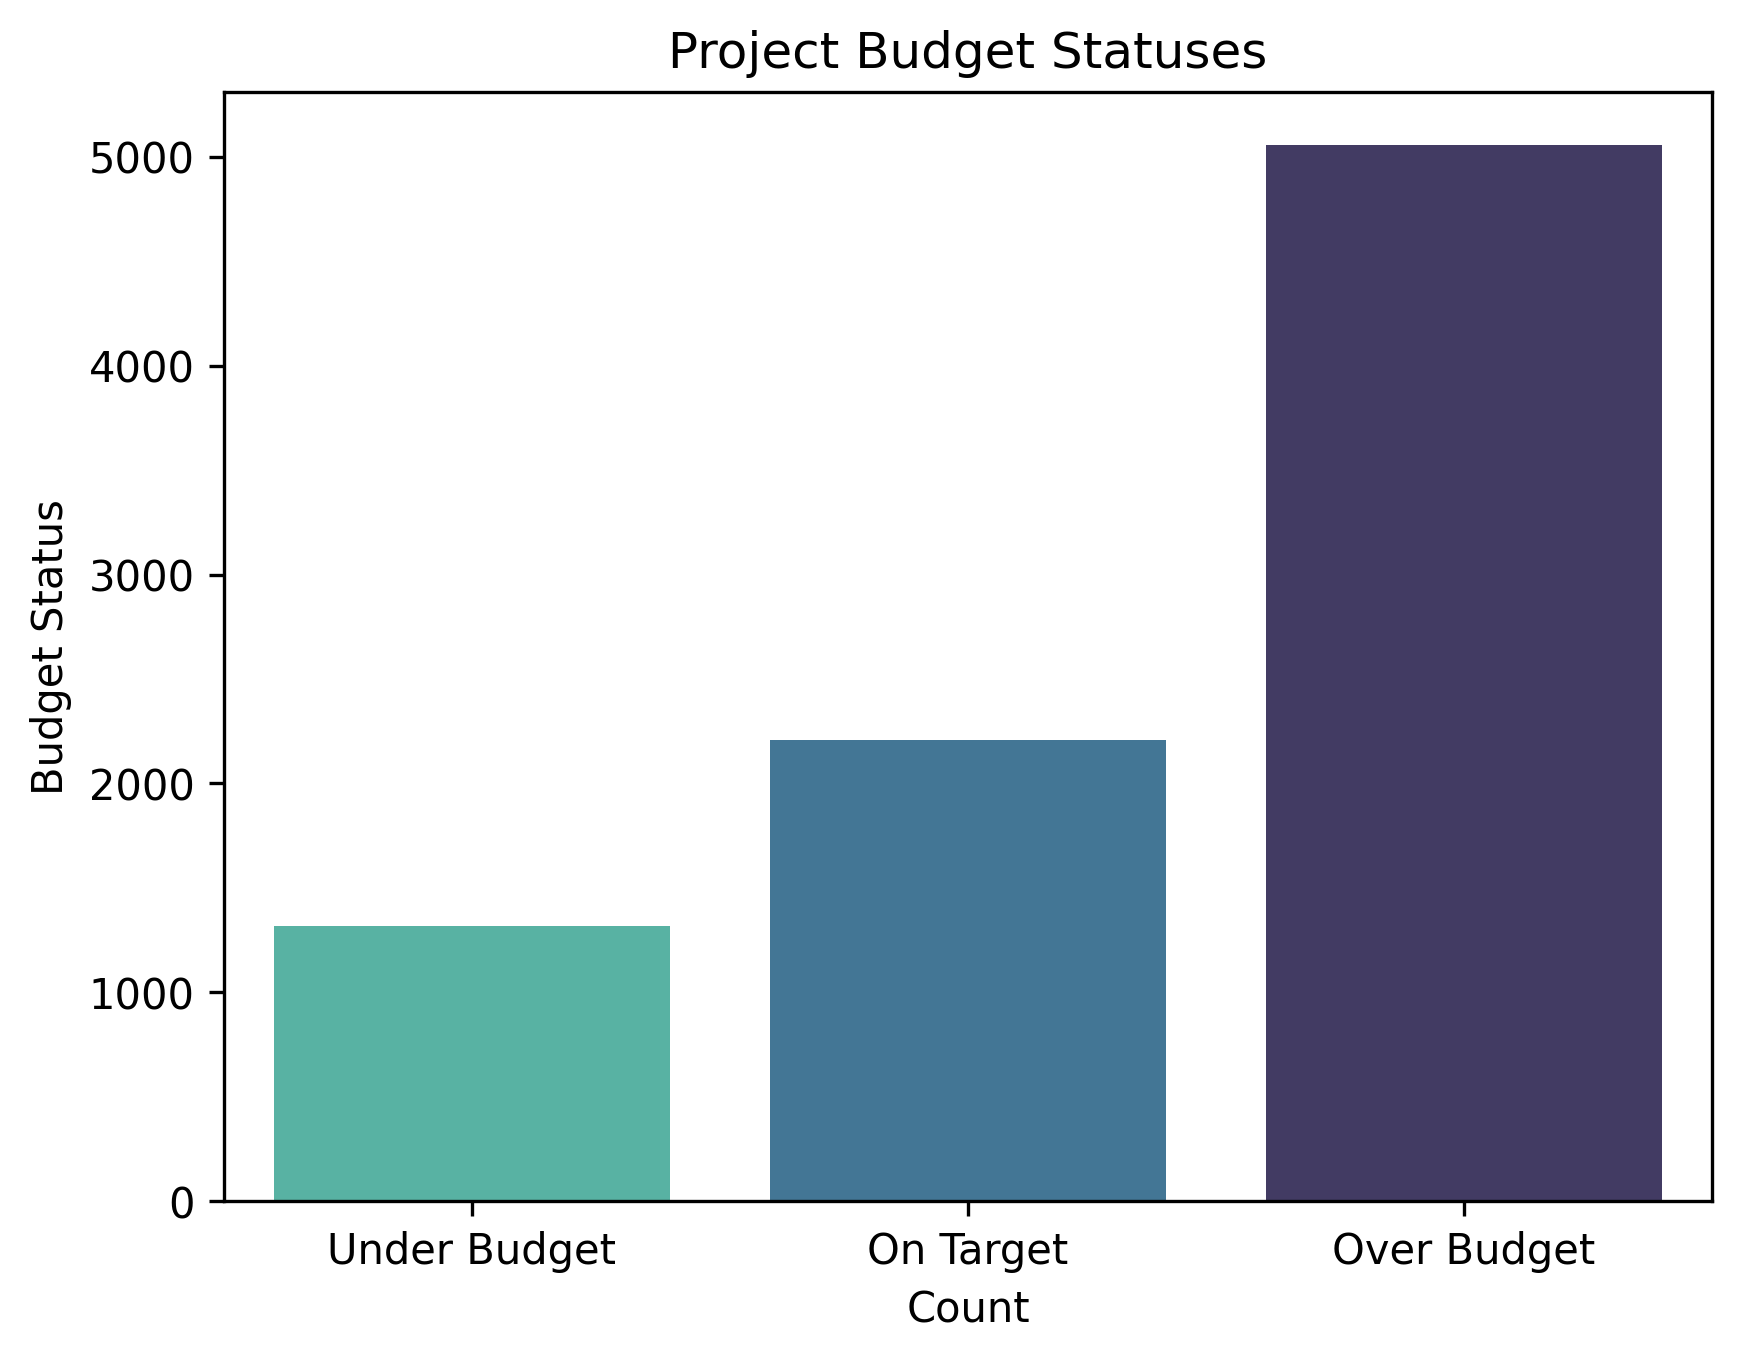 Project Budget Statuses
5000
4000
3000
2000
1000
0
Budget Status
Under Budget
On Target
Over Budget
Count